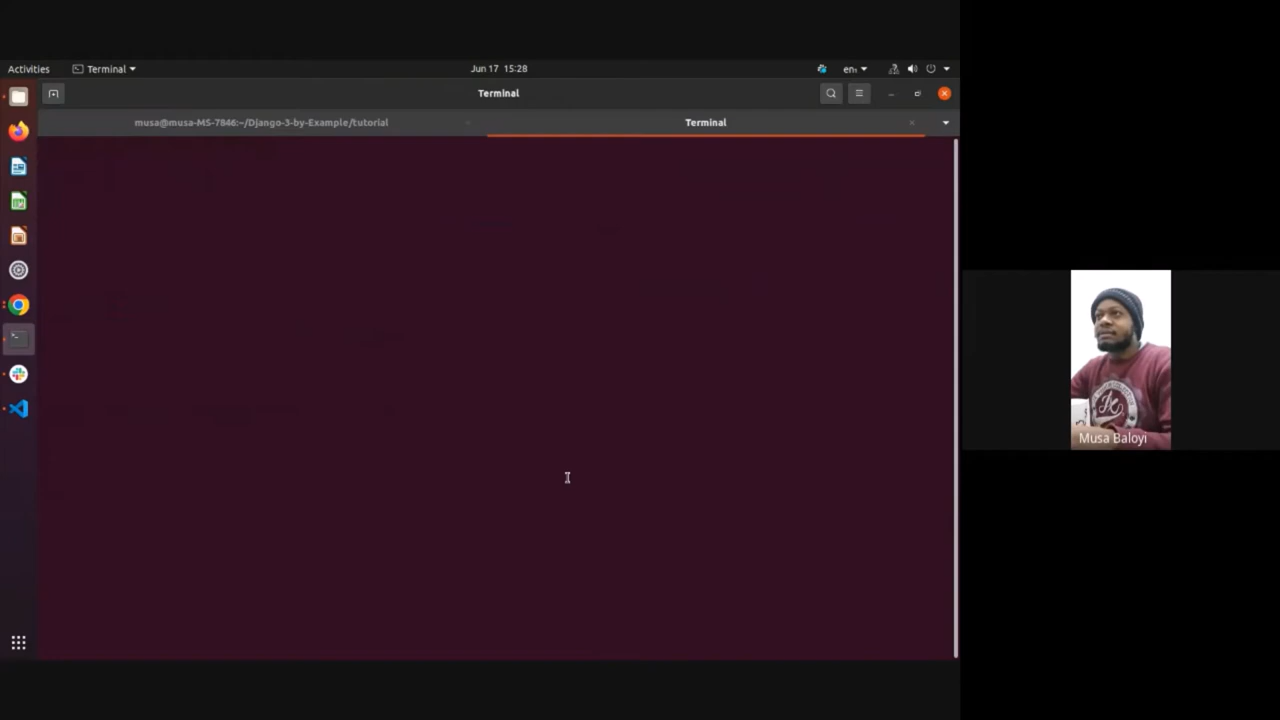 Activities
Terminal
Jun 17 15:28
en₁
Terminal
musa@musa-MS-7846:~/Django-3-by-Example/tutorial
Terminal
Musa Baloyi